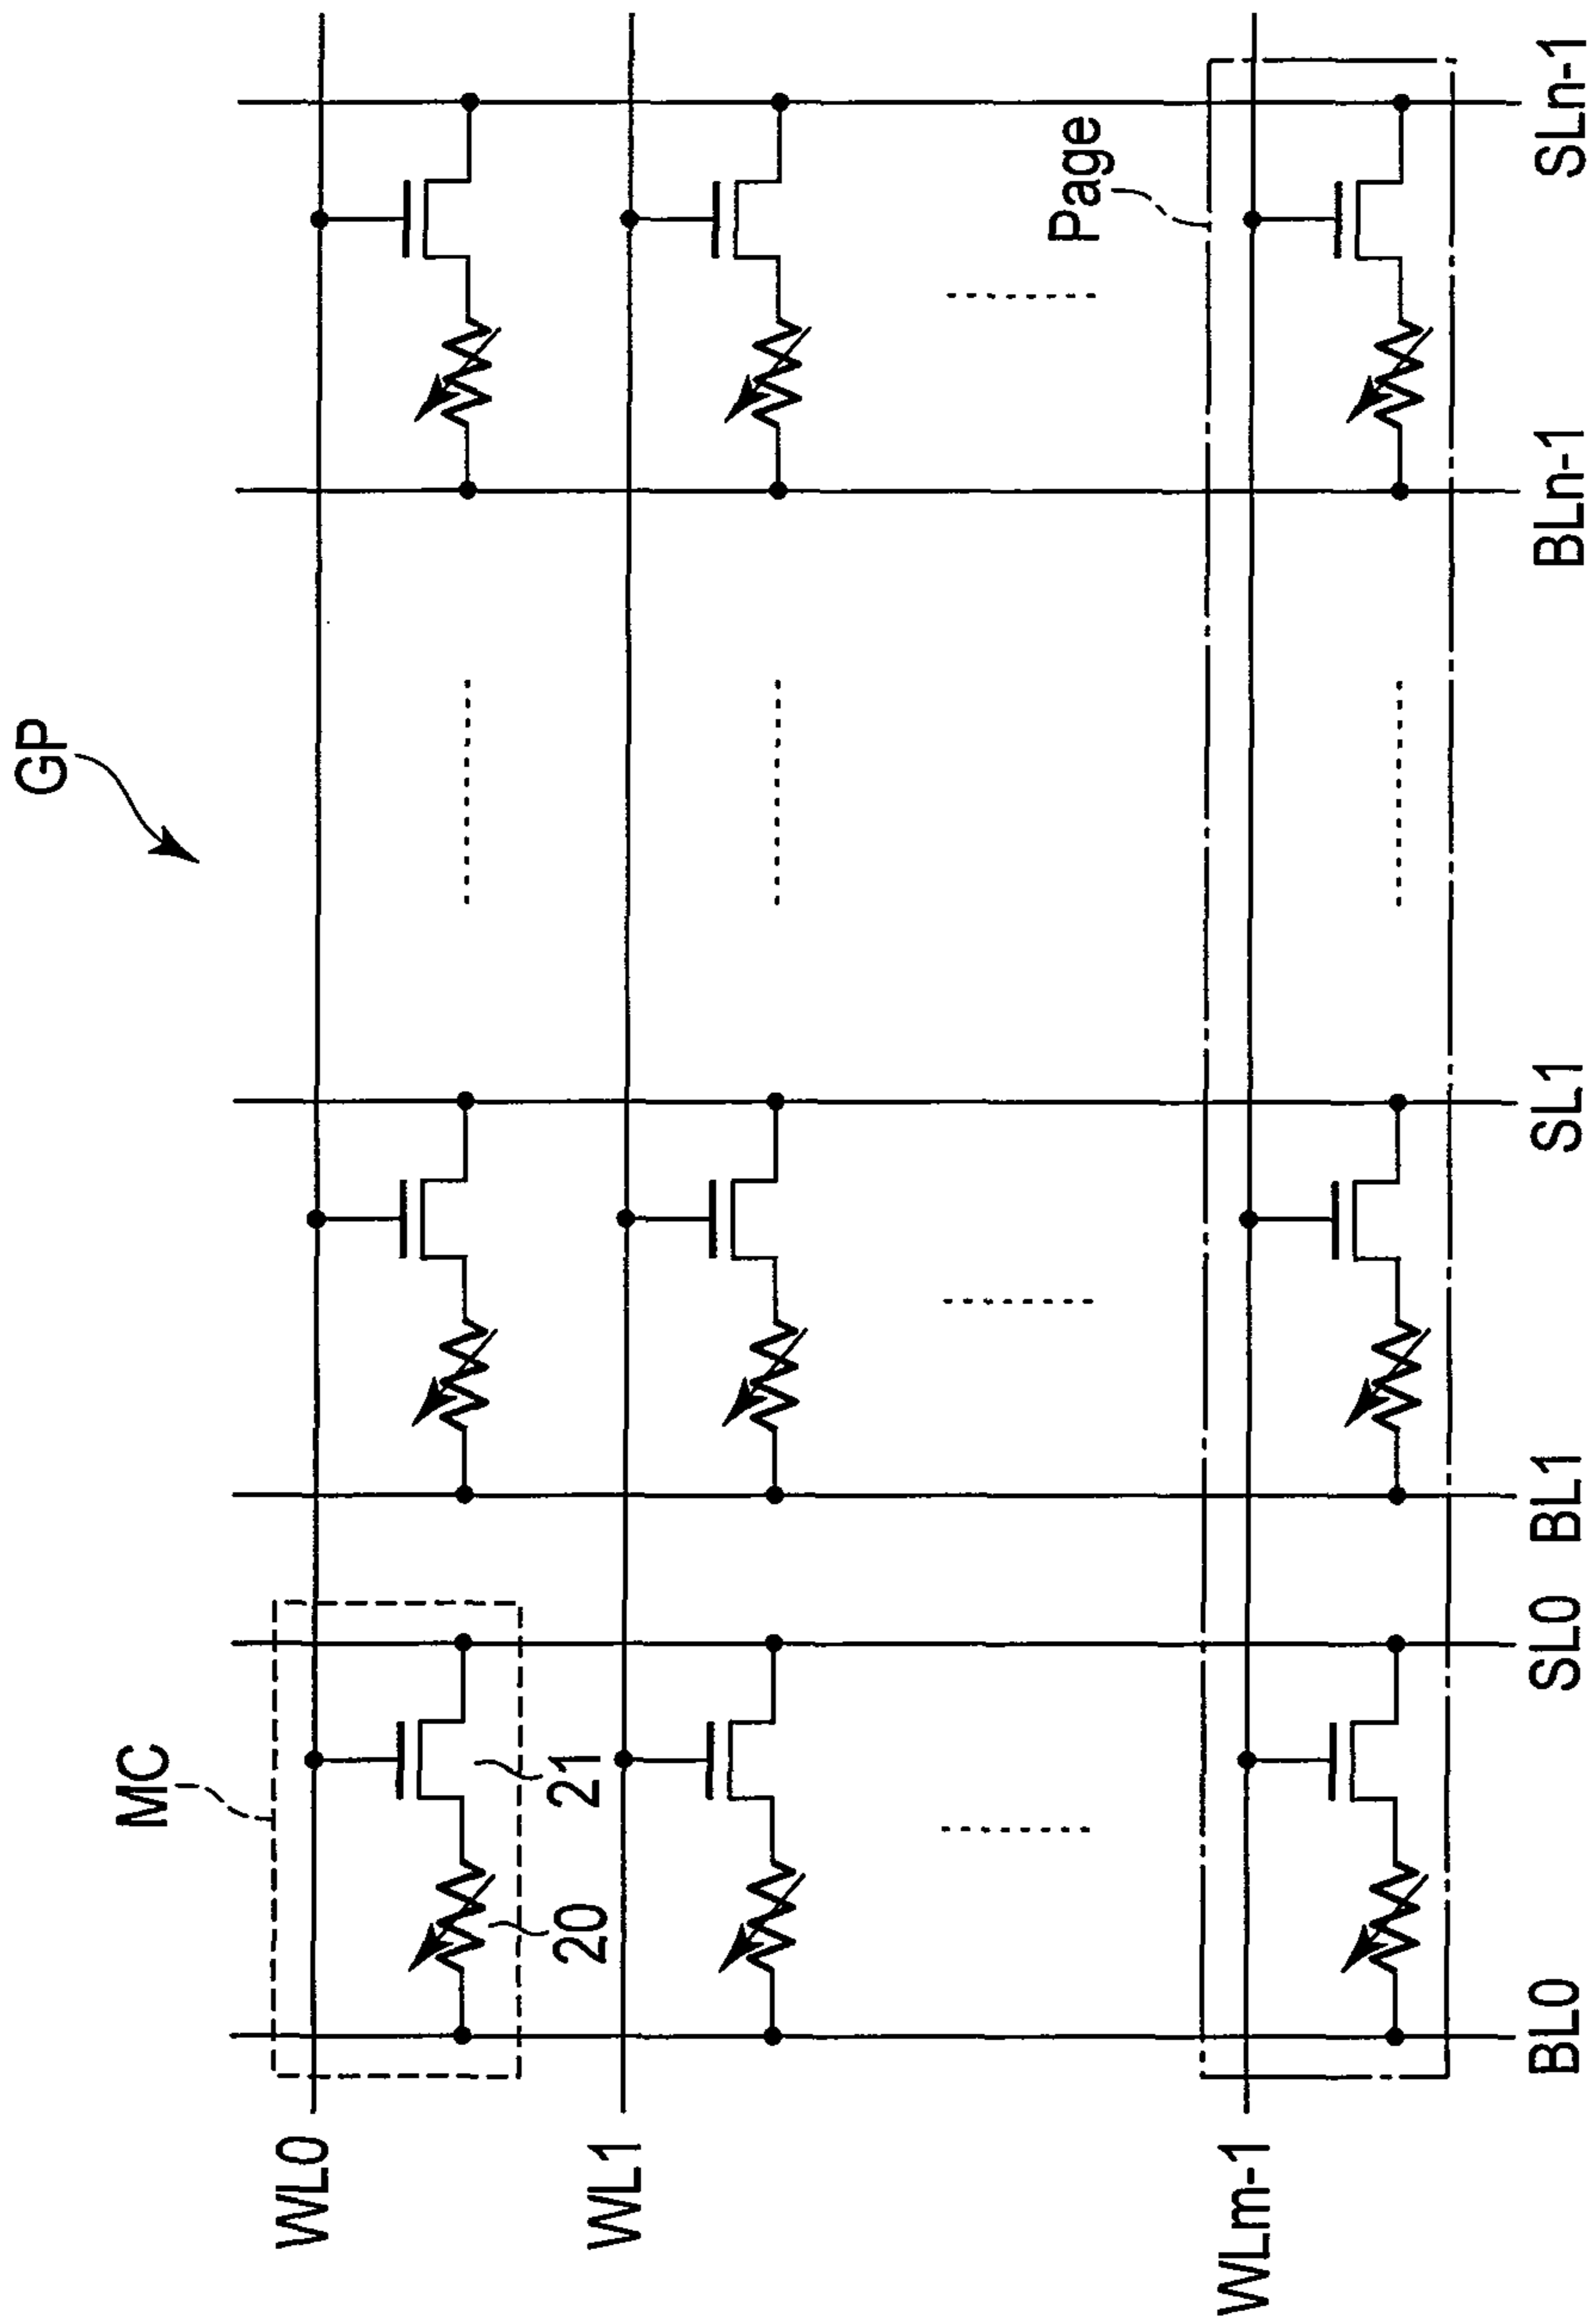 GP
MC
WL0
20
21
WL1
Page
WLm-1
BL0
SL0
BL1
SL1
BLn-1
SLn-1